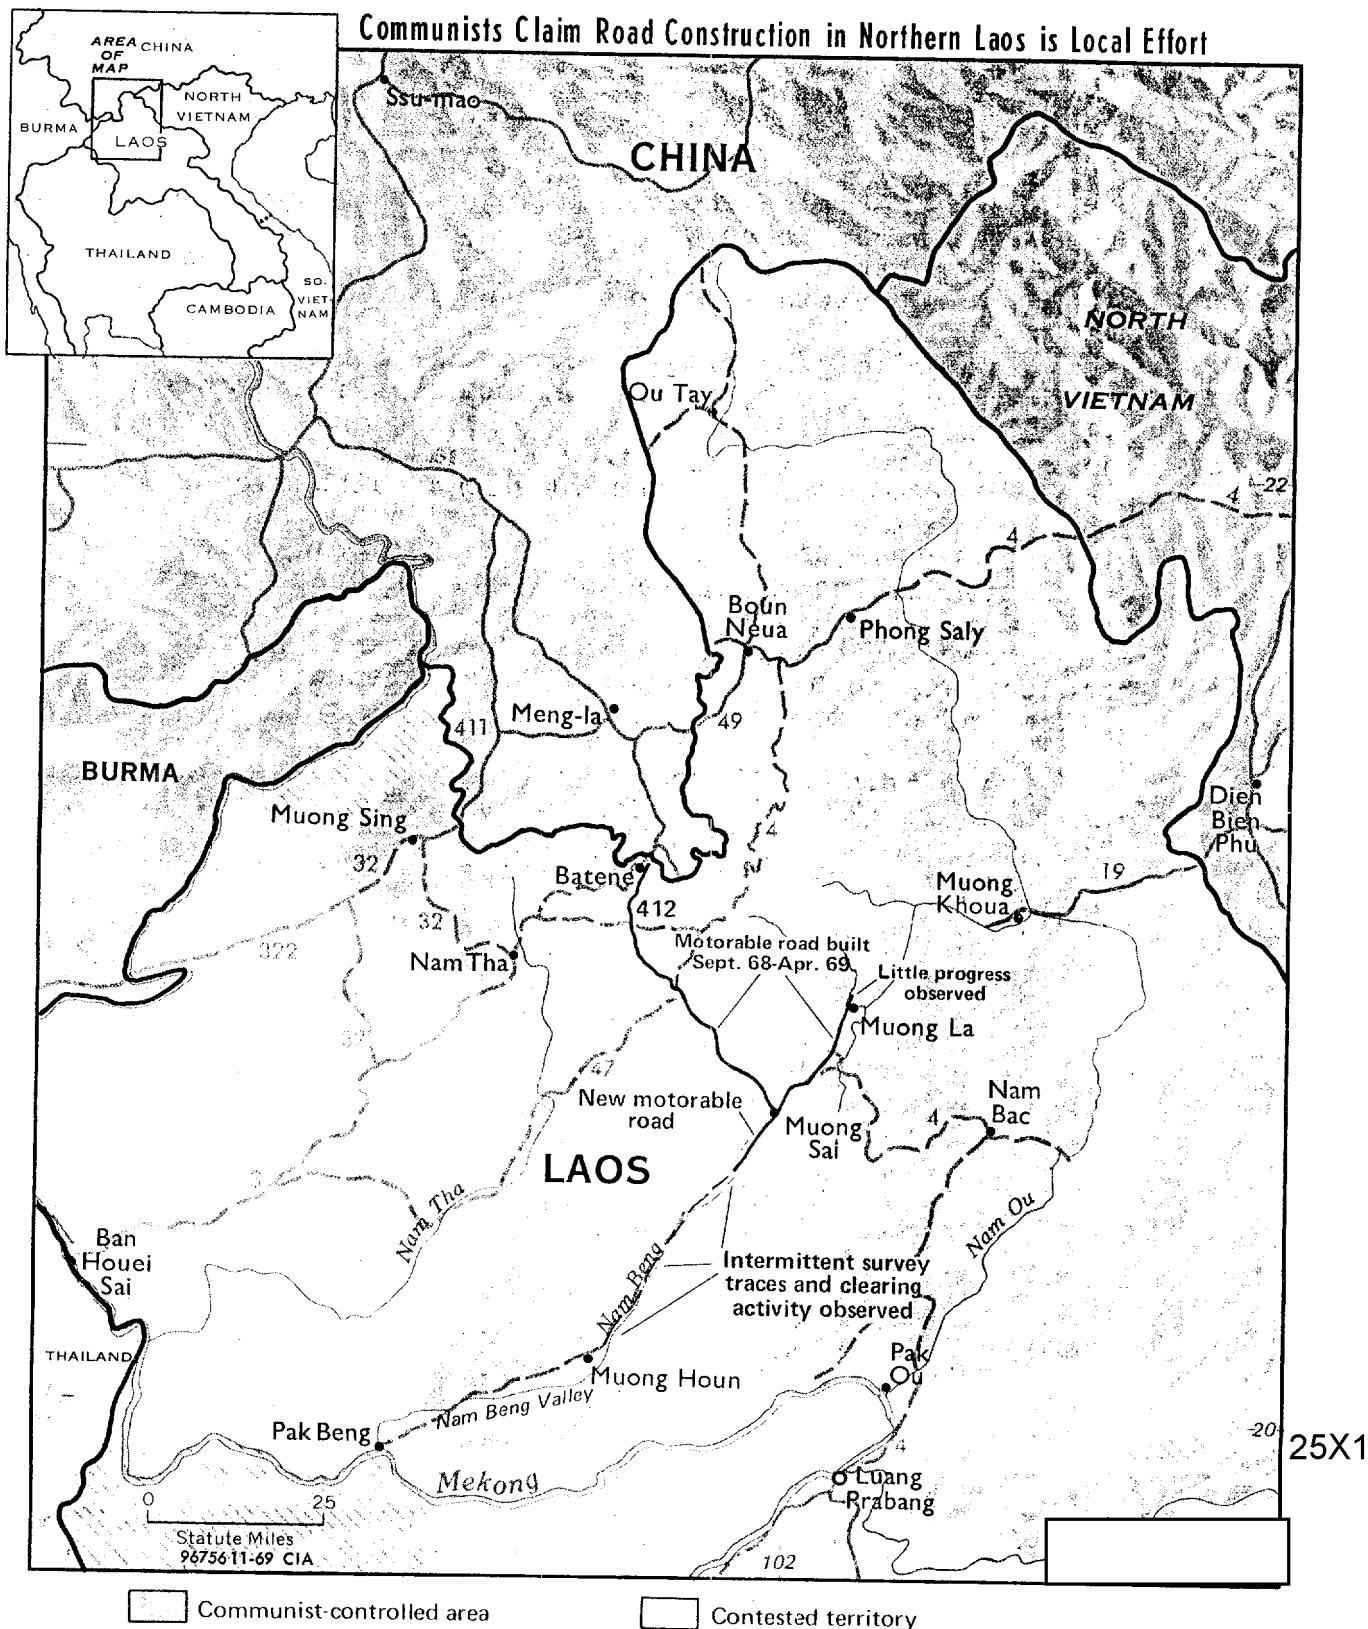 Communists Claim Road Construction in Northern Laos is Local Effort
AREA
OF
MAP
CHINA
NORTH
VIETNAM
BURMA
LAOS
THAILAND
CAMBODIA
SO.
VIET-
NAM
Ssu-mao
CHINA
NORTH
VIETNAM
Ou Tay
4
22
4
Boun
Neua
Phong Saly
411
Meng-la
49
BURMA
Muong Sing
32
Dien
Bien
Phu
4
Batene
19
Muong
Khoua
32
412
322
Nam Tha
Motorable road built
Sept. 68-Apr. 69
Little progress
observed
Muong La
47
New motorable
road
Muong
Sai
Nam
Bac
4
LAOS
3
Nam Tha
Nam Ou
Ban
Houei
Sai
Nam Beng
Intermittent survey
traces and clearing
activity observed
THAILAND
Pak
Ou
Muong Houn
Nam Beng Valley
Pak Beng
20
25X1
4
Mekong
Luang
Prabang
0 25
Statute Miles
96756 11-69 CIA
102
Communist-controlled area
Contested territory